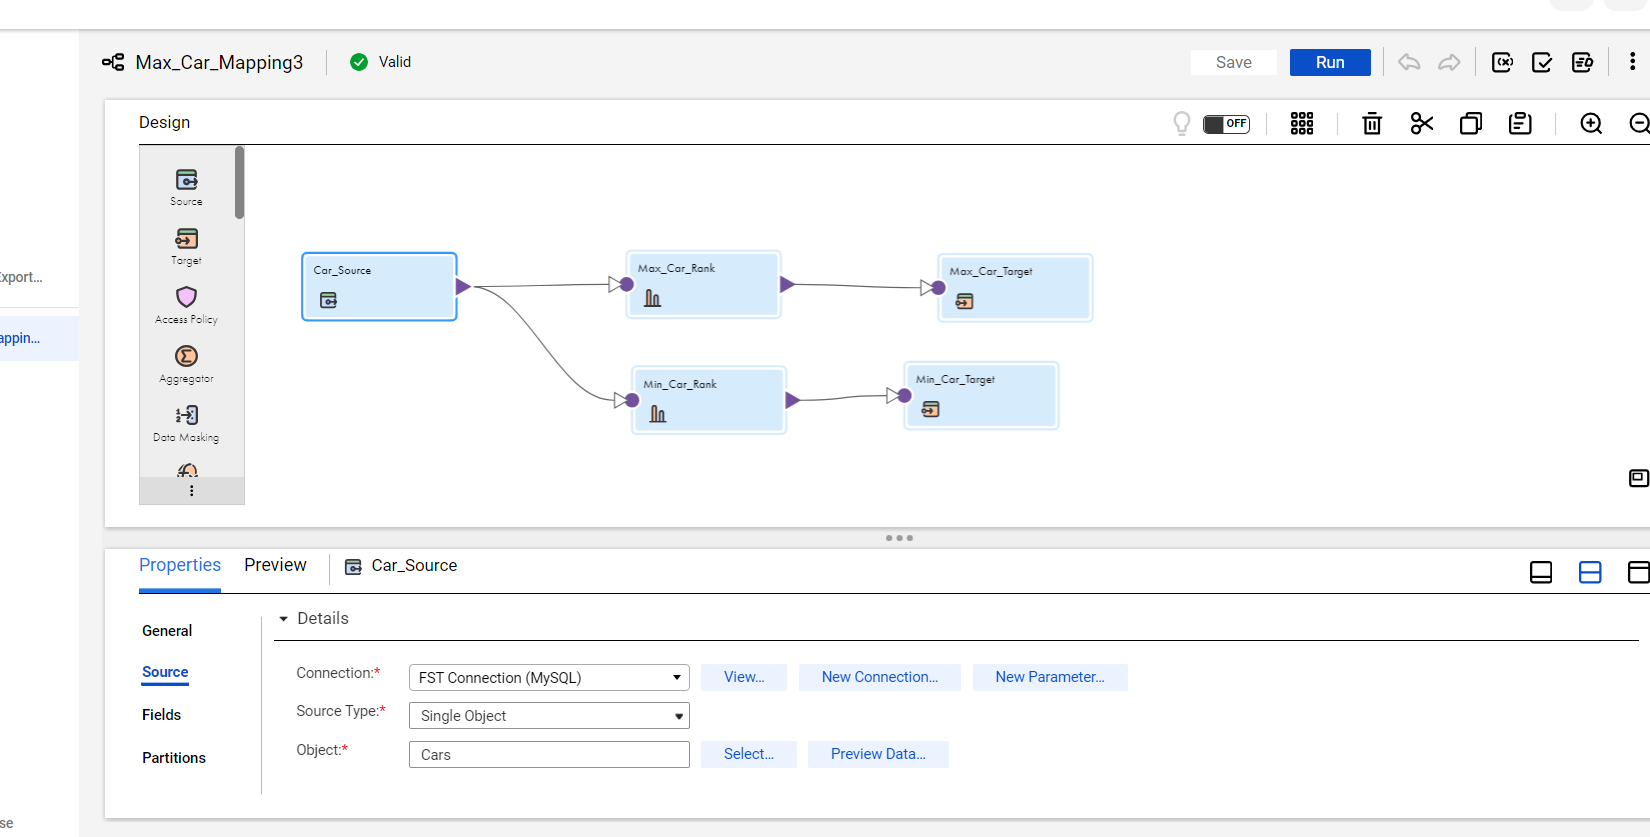 Max_Car_Mapping3
Valid
Save
Run
Design
OFF
Source
Target
Access Policy
Aggregator
Data Masking
Export...
appin...
se
Car_Source
Max_Car_Rank
Max_Car_Target
Min_Car_Rank
Min_Car_Target
Properties
Preview
Car_Source
General
Source
Fields
Partitions
Details
Connection:*
FST Connection (MySQL)
View...
New Connection...
New Parameter...
Source Type:*
Single Object
Object:*
Cars
Select...
Preview Data...